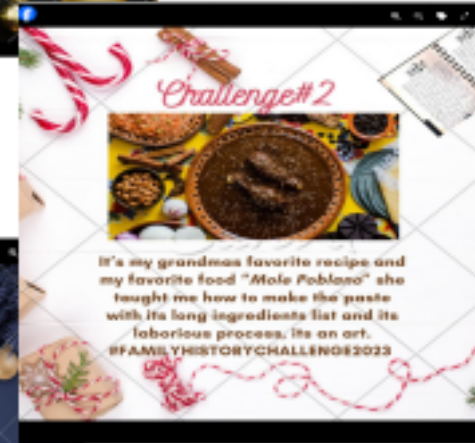 Challenge#2
It's my grandmas favorite recipe and
my favorite food "Mole Poblano" she
taught me how to make the paste
with its long ingredients list and its
laborious process, its an art.
#FAMILYHISTORYCHALLENGE2023